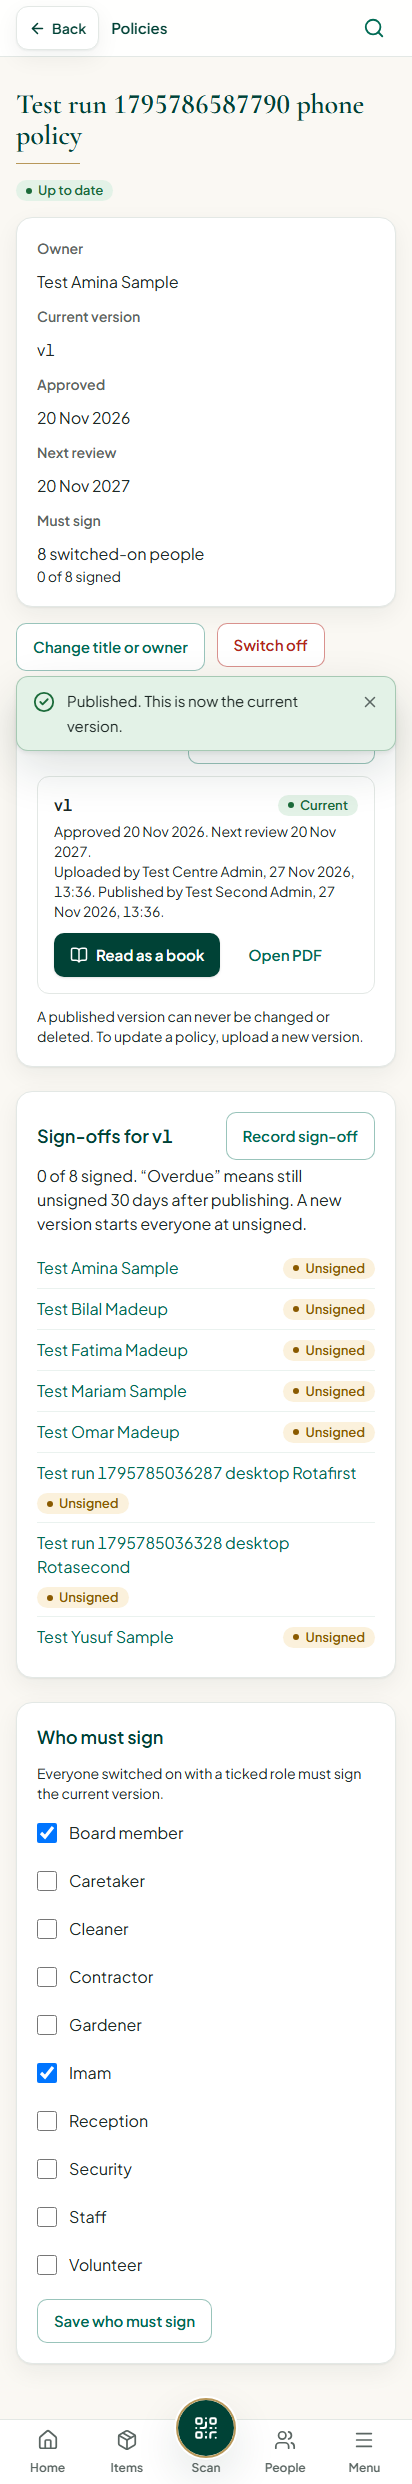 Back
Policies
Test run 1795786587790 phone
policy
Up to date
Owner
Test Amina Sample
Current version
v1
Approved
20 Nov 2026
Next review
20 Nov 2027
Must sign
8 switched-on people
0 of 8 signed
Change title or owner
Switch off
Published. This is now the current
version.
v1
Current
Approved 20 Nov 2026. Next review 20 Nov
2027.
Uploaded by Test Centre Admin, 27 Nov 2026,
13:36. Published by Test Second Admin, 27
Nov 2026, 13:36.
Read as a book
Open PDF
A published version can never be changed or
deleted. To update a policy, upload a new version.
Sign-offs for v1
Record sign-off
0 of 8 signed. “Overdue” means still
unsigned 30 days after publishing. A new
version starts everyone at unsigned.
Test Amina Sample
Unsigned
Test Bilal Madeup
Unsigned
Test Fatima Madeup
Unsigned
Test Mariam Sample
Unsigned
Test Omar Madeup
Unsigned
Test run 1795785036287 desktop Rotafirst
Unsigned
Test run 1795785036328 desktop
Rotasecond
Unsigned
Test Yusuf Sample
Unsigned
Who must sign
Everyone switched on with a ticked role must sign
the current version.
Board member
Caretaker
Cleaner
Contractor
Gardener
Imam
Reception
Security
Staff
Volunteer
Save who must sign
Home
Items
Scan
People
Menu